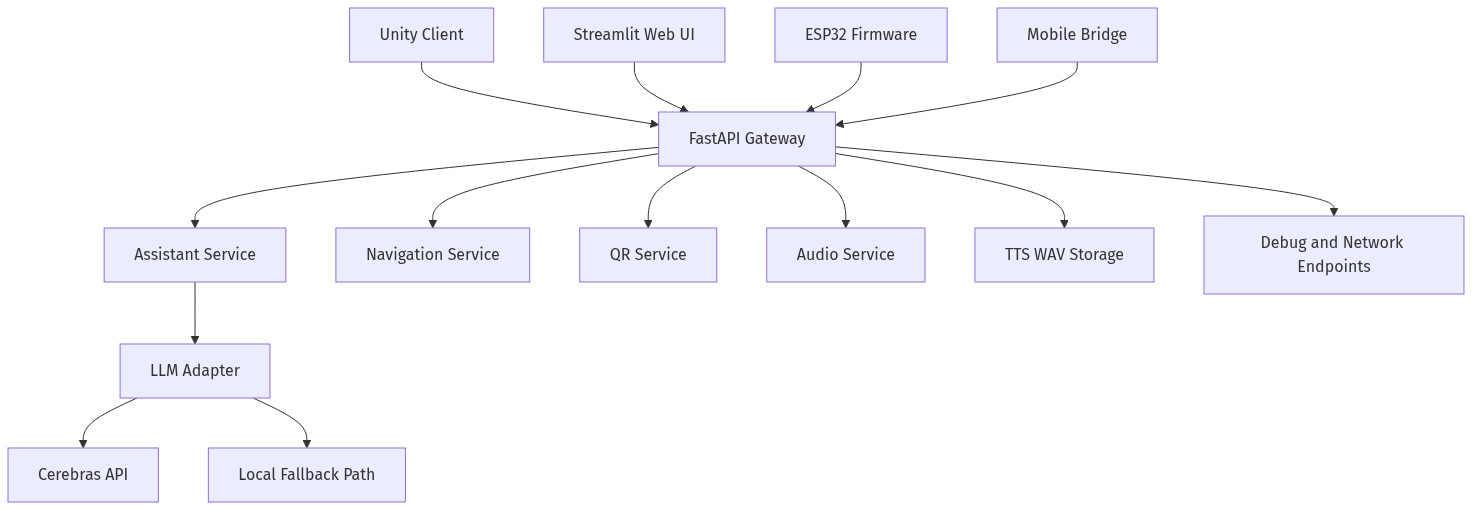 Unity Client
Streamlit Web UI
ESP32 Firmware
Mobile Bridge
FastAPI Gateway
Assistant Service
Navigation Service
QR Service
Audio Service
TTS WAV Storage
Debug and Network
Endpoints
LLM Adapter
Cerebras API
Local Fallback Path